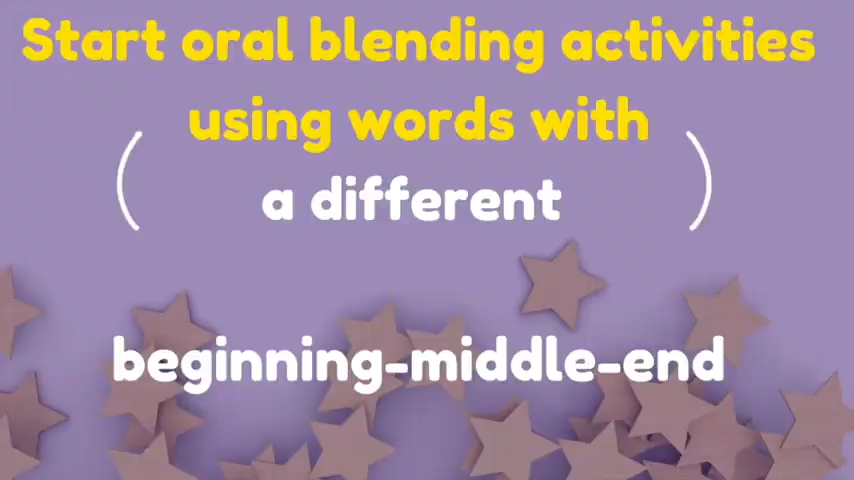 Start oral blending activities
using words with
a different
beginning-middle-end